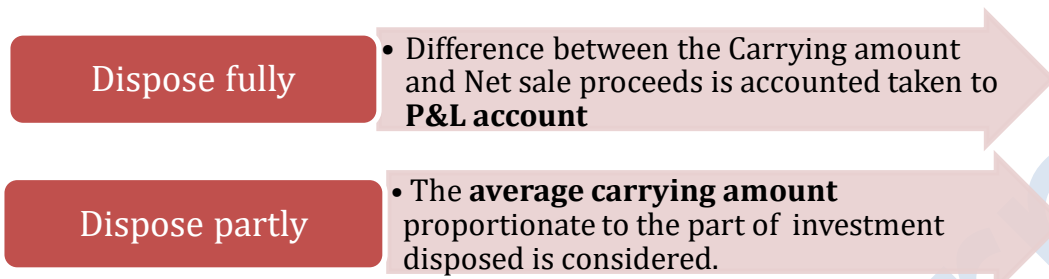 Dispose fully
• Difference between the Carrying amount
and Net sale proceeds is accounted taken to
P&L account
Dispose partly
• The average carrying amount
proportionate to the part of investment
disposed is considered.